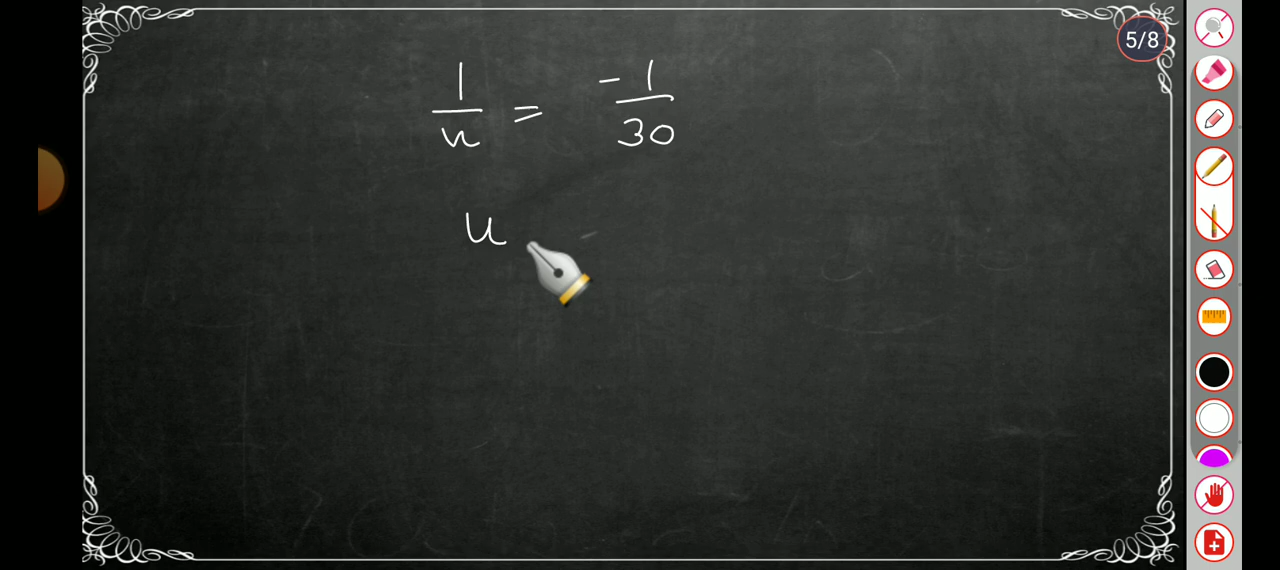 5/8
1/u = -1/30
u